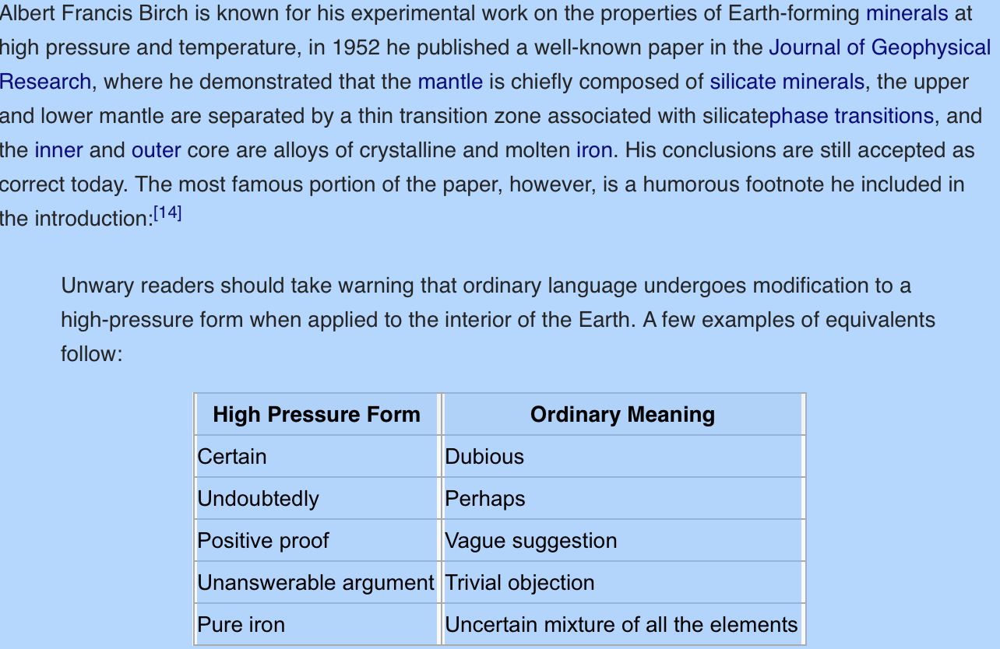 Albert Francis Birch is known for his experimental work on the properties of Earth-forming minerals at
high pressure and temperature, in 1952 he published a well-known paper in the Journal of Geophysical
Research, where he demonstrated that the mantle is chiefly composed of silicate minerals, the upper
and lower mantle are separated by a thin transition zone associated with silicatephase transitions, and
the inner and outer core are alloys of crystalline and molten iron. His conclusions are still accepted as
correct today. The most famous portion of the paper, however, is a humorous footnote he included in
the introduction:[14]
Unwary readers should take warning that ordinary language undergoes modification to a
high-pressure form when applied to the interior of the Earth. A few examples of equivalents
follow:
High Pressure Form Ordinary Meaning
Certain Dubious
Undoubtedly Perhaps
Positive proof Vague suggestion
Unanswerable argument Trivial objection
Pure iron Uncertain mixture of all the elements